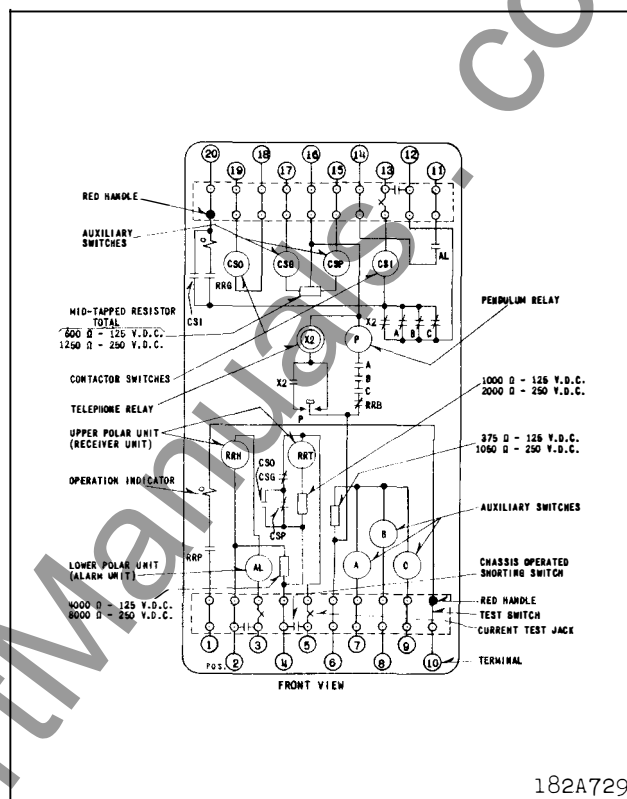 20
19
18
17
16
15
14
13
12
11
RED HANDLE
AUXILIARY
SWITCHES
CSO
CSG
CSP
CSI
AL
RRG
CSI
MID-TAPPED RESISTOR
TOTAL
600 Ω - 125 V.D.C.
1250 Ω - 250 V.D.C.
PENDULUM RELAY
X2
P
X2
A
B
C
CONTACTOR SWITCHES
TELEPHONE RELAY
X2
P
A
B
C
RRB
1000 Ω - 125 V.D.C.
2000 Ω - 250 V.D.C.
UPPER POLAR UNIT
(RECEIVER UNIT)
RRH
RRT
CSO
CSG
CSP
375 Ω - 125 V.D.C.
1050 Ω - 250 V.D.C.
OPERATION INDICATOR
AUXILIARY SWITCHES
RRP
B
LOWER POLAR UNIT
(ALARM UNIT)
AL
A
C
CHASSIS OPERATED
SHORTING SWITCH
4000 Ω - 125 V.D.C.
8000 Ω - 250 V.D.C.
RED HANDLE
TEST SWITCH
CURRENT TEST JACK
1
POS.
2
3
4
5
6
7
8
9
10
TERMINAL
FRONT VIEW
182A729